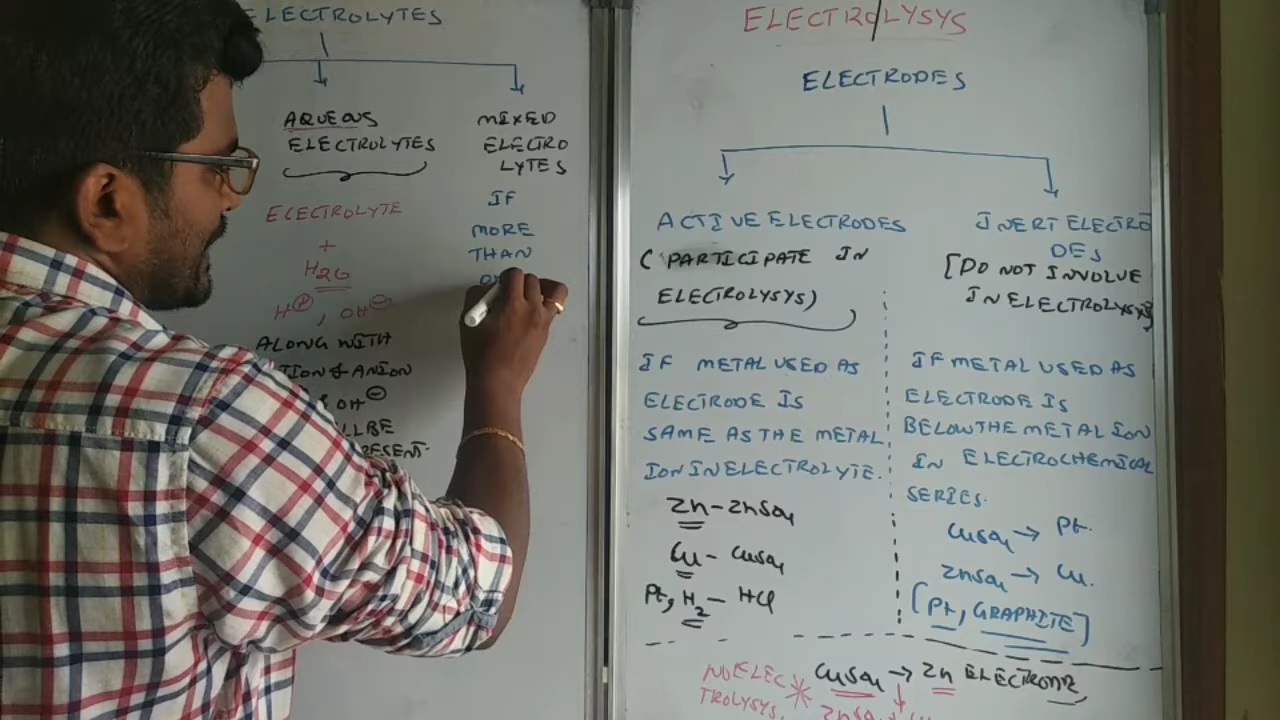 ELECTROLYTES
AQUEOUS
ELECTROLYTES
ELECTROLYTE
+
H2O
H⊕, OH⊖
ALONG WITH
TION & ANION
OH⊖
ILL BE
PRESENT.
MIXED
ELECTRO
LYTES
IF
MORE
THAN
ELECTROLYSYS
ELECTRODES
ACTIVE ELECTRODES
( PARTICIPATE IN
ELECTROLYSYS)
IF METAL USED AS
ELECTRODE IS
SAME AS THE METAL
ION IN ELECTROLYTE.
Zn - ZnSO4
Cu - CuSO4
Pt, H2 - HCl
INERT ELECTRO
DES
[DO NOT INVOLVE
IN ELECTROLYSYS]
IF METAL USED AS
ELECTRODE IS
BELOW THE METAL ION
IN ELECTROCHEMICAL
SERIES.
CuSO4 → Pt.
ZnSO4 → Cu.
[Pt, GRAPHITE]
NO ELEC
TROLYSYS.
CuSO4 → Zn ELECTRODE
ZnSO4